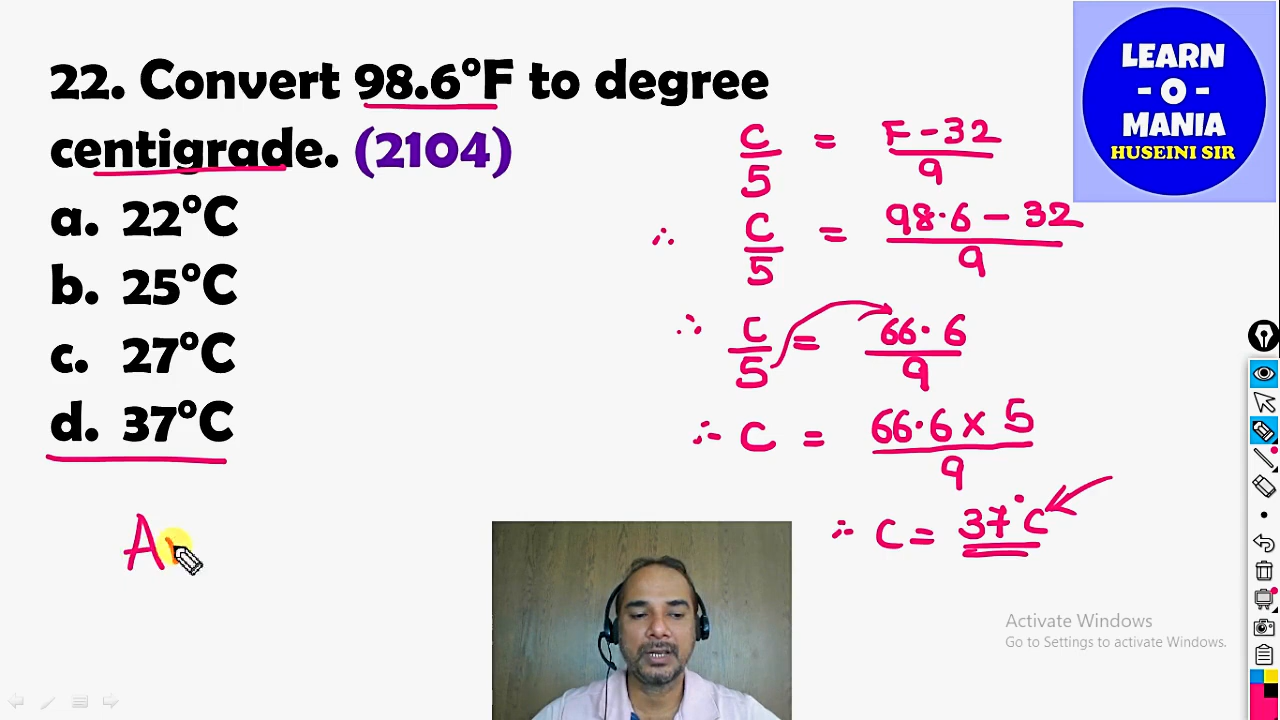 22. Convert 98.6°F to degree
centigrade. (2104)
a. 22°C
b. 25°C
c. 27°C
d. 37°C
A
C/5 = F-32/9
∴ C/5 = 98.6 - 32/9
∴ C/5 = 66.6/9
∴ C = 66.6 x 5/9
∴ C = 37°C
LEARN
- O -
MANIA
HUSEINI SIR
Activate Windows
Go to Settings to activate Windows.